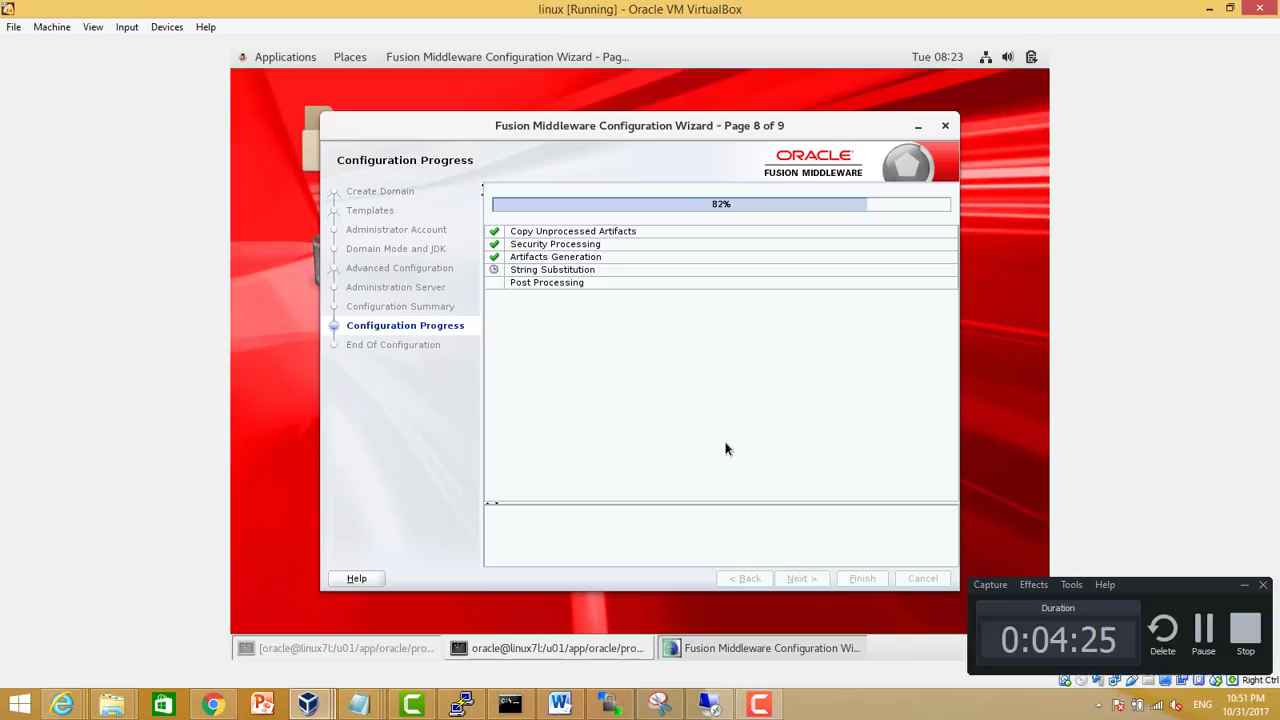 linux [Running] - Oracle VM VirtualBox
File Machine View Input Devices Help
Applications Places Fusion Middleware Configuration Wizard - Pag... Tue 08:23
Fusion Middleware Configuration Wizard - Page 8 of 9
Configuration Progress
ORACLE
FUSION MIDDLEWARE
Create Domain
Templates
Administrator Account
Domain Mode and JDK
Advanced Configuration
Administration Server
Configuration Summary
Configuration Progress
End Of Configuration
82%
Copy Unprocessed Artifacts
Security Processing
Artifacts Generation
String Substitution
Post Processing
Help
< Back Next > Finish Cancel
Capture Effects Tools Help
Duration
0:04:25
Delete Pause Stop
[oracle@linux7l:/u01/app/oracle/pro... oracle@linux7l:/u01/app/oracle/pro... Fusion Middleware Configuration Wi...
Right Ctrl
ENG
10:51 PM
10/31/2017